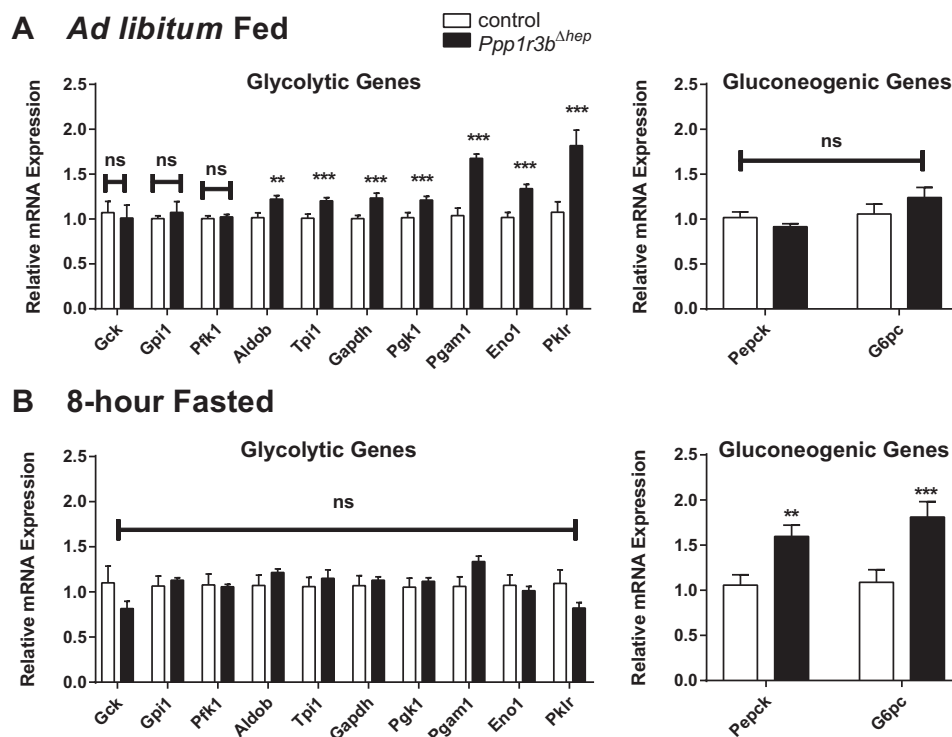 A Ad libitum Fed
control
Ppp1r3bΔhep
Glycolytic Genes
Relative mRNA Expression
2.5
2.0
1.5
1.0
0.5
0.0
ns
ns
ns
**
***
***
***
***
***
***
Gck
Gpi1
Pfk1
Aldob
Tpi1
Gapdh
Pgk1
Pgam1
Eno1
Pklr
Gluconeogenic Genes
Relative mRNA Expression
2.5
2.0
1.5
1.0
0.5
0.0
ns
Pepck
G6pc
B 8-hour Fasted
Glycolytic Genes
Relative mRNA Expression
2.5
2.0
1.5
1.0
0.5
0.0
ns
Gck
Gpi1
Pfk1
Aldob
Tpi1
Gapdh
Pgk1
Pgam1
Eno1
Pklr
Gluconeogenic Genes
Relative mRNA Expression
2.5
2.0
1.5
1.0
0.5
0.0
**
***
Pepck
G6pc